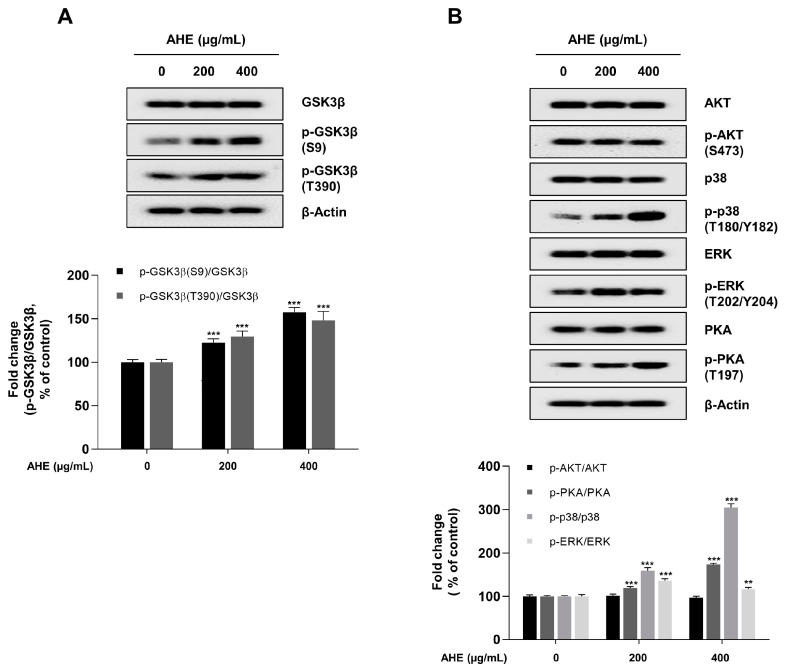 A
AHE (μg/mL)
0 200 400
GSK3β
p-GSK3β
(S9)
p-GSK3β
(T390)
β-Actin
p-GSK3β(S9)/GSK3β
p-GSK3β(T390)/GSK3β
Fold change
(p-GSK3β/GSK3β,
% of control)
200
150
100
50
0
*** ***
*** ***
AHE (μg/mL) 0 200 400
B
AHE (μg/mL)
0 200 400
AKT
p-AKT
(S473)
p38
p-p38
(T180/Y182)
ERK
p-ERK
(T202/Y204)
PKA
p-PKA
(T197)
β-Actin
p-AKT/AKT
p-PKA/PKA
p-p38/p38
p-ERK/ERK
Fold change
( % of control)
400
300
200
100
0
*** *** ***
*** *** **
AHE (μg/mL) 0 200 400